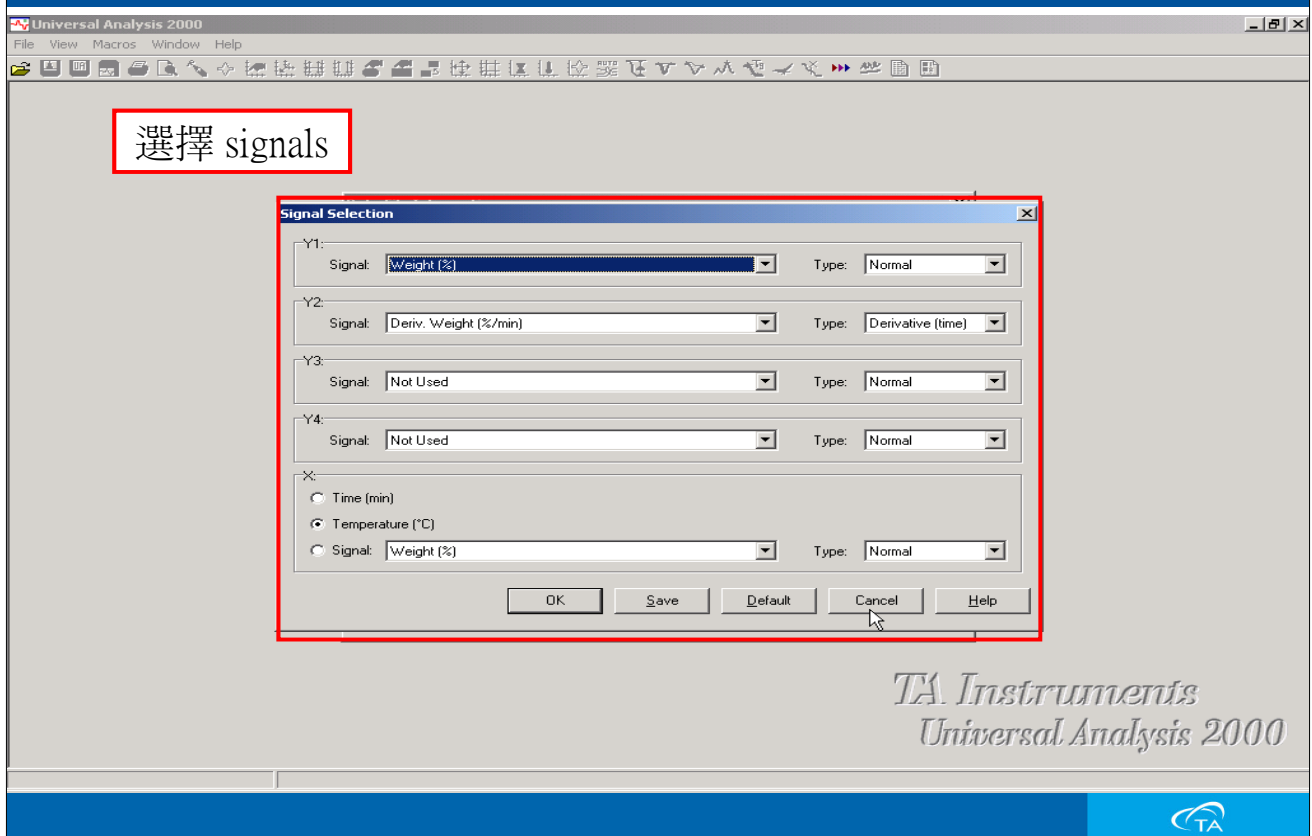 Universal Analysis 2000
File View Macros Window Help
選擇 signals
Signal Selection
Y1:
Signal: Weight (%) Type: Normal
Y2:
Signal: Deriv. Weight (%/min) Type: Derivative (time)
Y3:
Signal: Not Used Type: Normal
Y4:
Signal: Not Used Type: Normal
X:
Time (min)
Temperature (°C)
Signal: Weight (%) Type: Normal
OK Save Default Cancel Help
TA Instruments
Universal Analysis 2000
TA